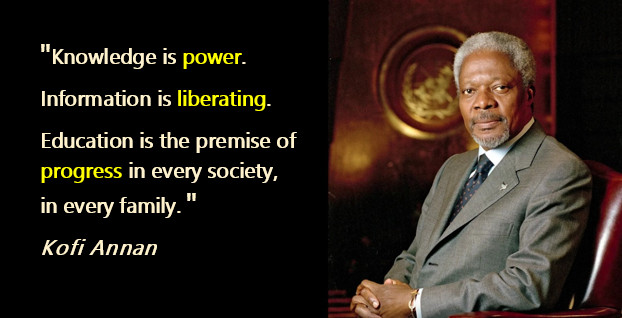 "Knowledge is power.
Information is liberating.
Education is the premise of
progress in every society,
in every family. "
Kofi Annan